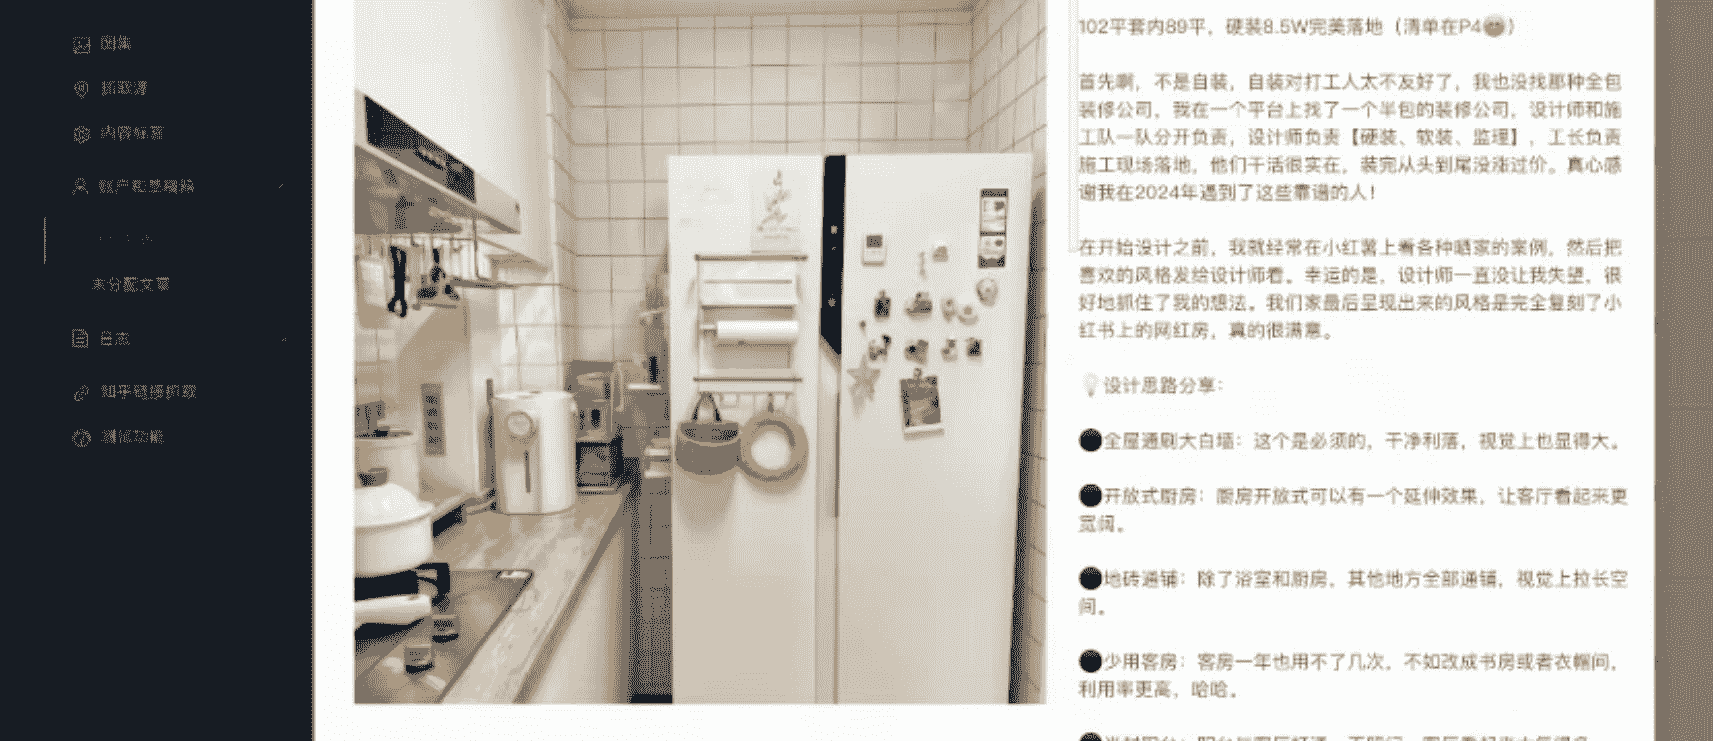 图集
抓取源
内容标签
未分配文章
日志
知乎链接抓取
测试功能
102平套内89平，硬装8.5W完美落地（清单在P4）
首先啊，不是自装，自装对打工人太不友好了，我也没找那种全包
装修公司，我在一个平台上找了一个半包的装修公司，设计师和施
工队一队分开负责，设计师负责【硬装、软装、监理】，工长负责
施工现场落地，他们干活很实在，装完从头到尾没涨过价。真心感
谢我在2024年遇到了这些靠谱的人！
在开始设计之前，我就经常在小红薯上看各种晒家的案例，然后把
喜欢的风格发给设计师看。幸运的是，设计师一直没让我失望，很
好地抓住了我的想法。我们家最后呈现出来的风格是完全复刻了小
红书上的网红房，真的很满意。
💡设计思路分享：
⚫全屋通刷大白墙：这个是必须的，干净利落，视觉上也显得大。
⚫开放式厨房：厨房开放式可以有一个延伸效果，让客厅看起来更
宽阔。
⚫地砖通铺：除了浴室和厨房，其他地方全部通铺，视觉上拉长空
间。
⚫少用客房：客房一年也用不了几次，不如改成书房或者衣帽间，
利用率更高，哈哈。